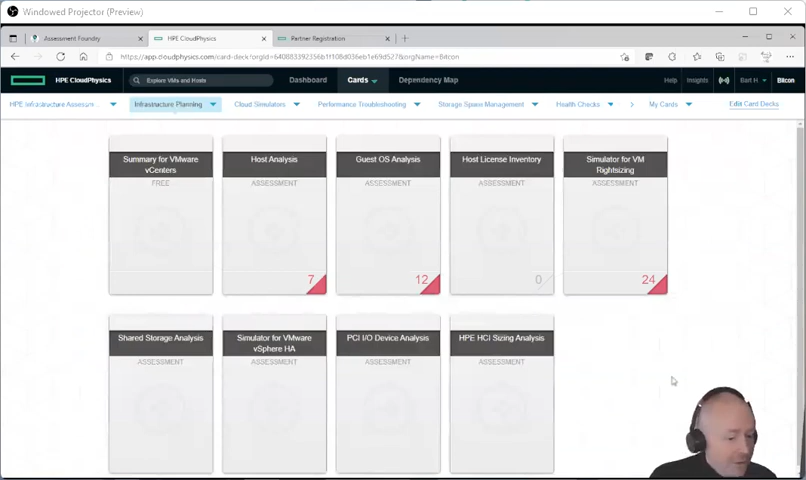 Windowed Projector (Preview)
Assessment Foundry
HPE CloudPhysics
Partner Registration
https://app.cloudphysics.com/card-deck?orgId=640883392356b1f108d036eb1e69d527&orgName=Bitcon
HPE CloudPhysics
Explore VMs and Hosts
Dashboard
Cards
Dependency Map
Help
Insights
Bart H
Bitcon
HPE Infrastructure Assessm...
Infrastructure Planning
Cloud Simulators
Performance Troubleshooting
Storage Space Management
Health Checks
My Cards
Edit Card Decks
Summary for VMware
vCenters
FREE
Host Analysis
ASSESSMENT
7
Guest OS Analysis
ASSESSMENT
12
Host License Inventory
ASSESSMENT
0
Simulator for VM
Rightsizing
ASSESSMENT
24
Shared Storage Analysis
ASSESSMENT
Simulator for VMware
vSphere HA
ASSESSMENT
PCI I/O Device Analysis
ASSESSMENT
HPE HCI Sizing Analysis
ASSESSMENT